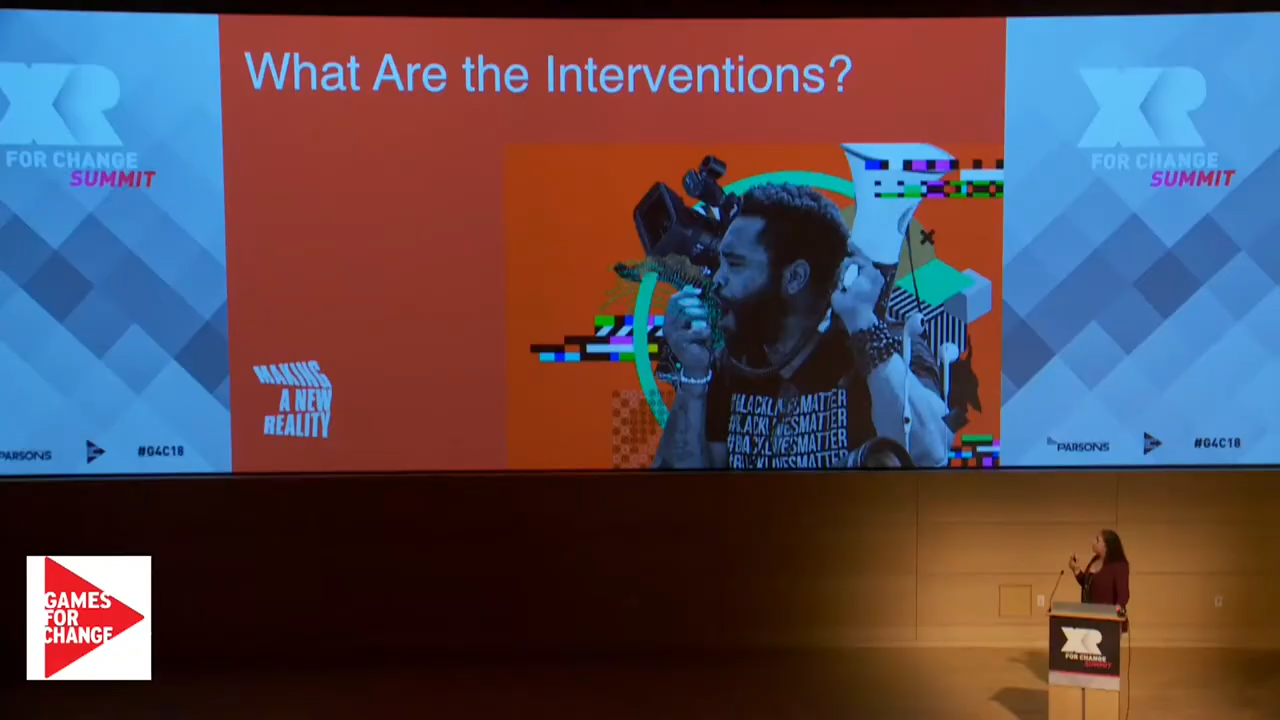 What Are the Interventions?
XR
FOR CHANGE
SUMMIT
XR
FOR CHANGE
SUMMIT
MAKING
A NEW
REALITY
#BLACKLIVESMATTER
#BLACKLIVESMATTER
#BLACKLIVESMATTER
#BLACKLIVESMATTER
PARSONS
#G4C18
PARSONS
#G4C18
GAMES
FOR
CHANGE
XR
FOR CHANGE
SUMMIT